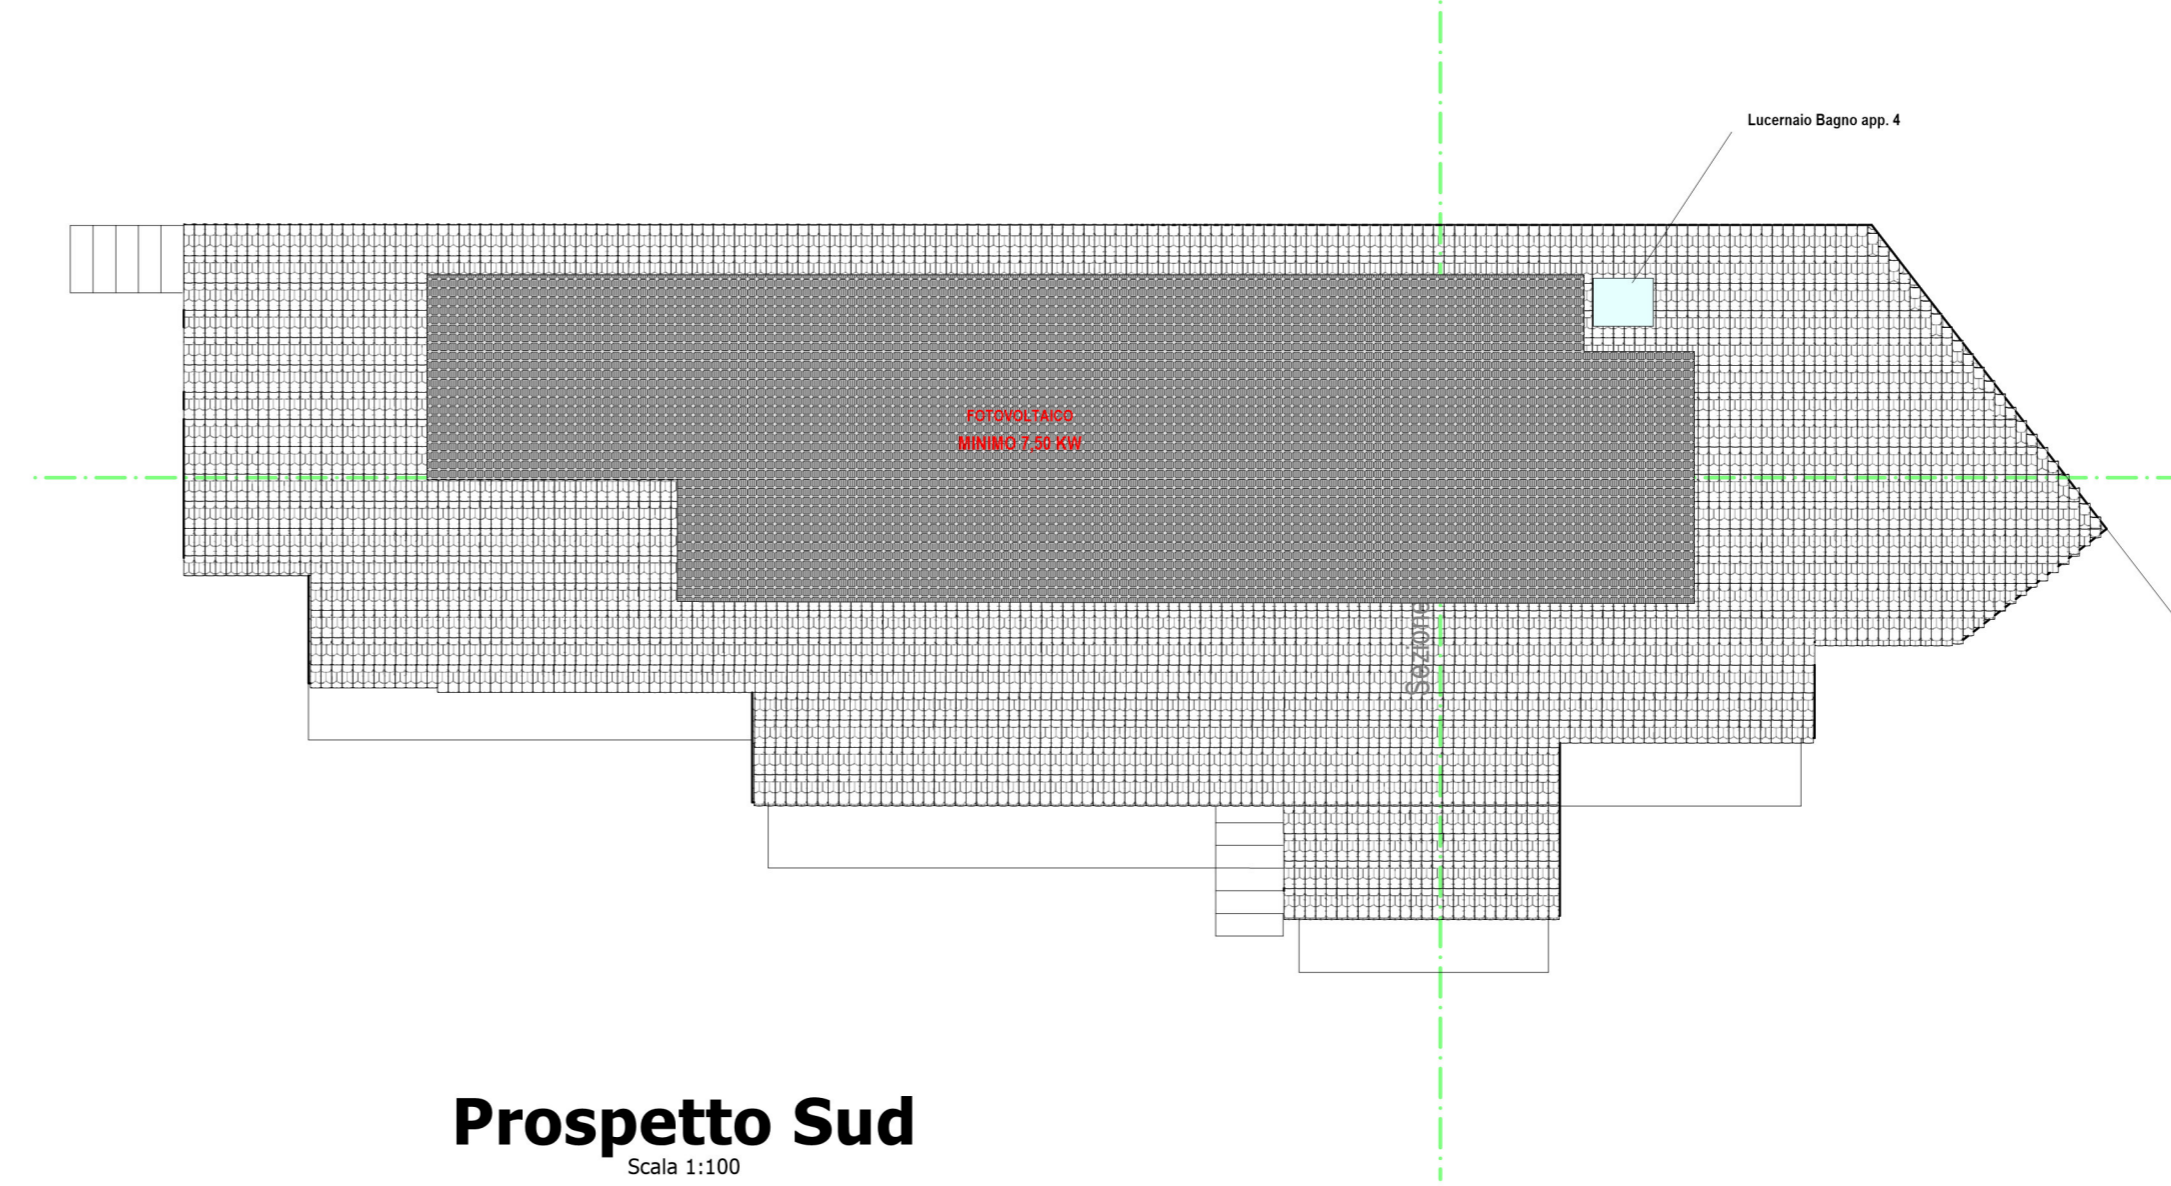 Lucernaio Bagno app. 4
FOTOVOLTAICO
MINIMO 7,50 KW
Sezione
Prospetto Sud
Scala 1:100